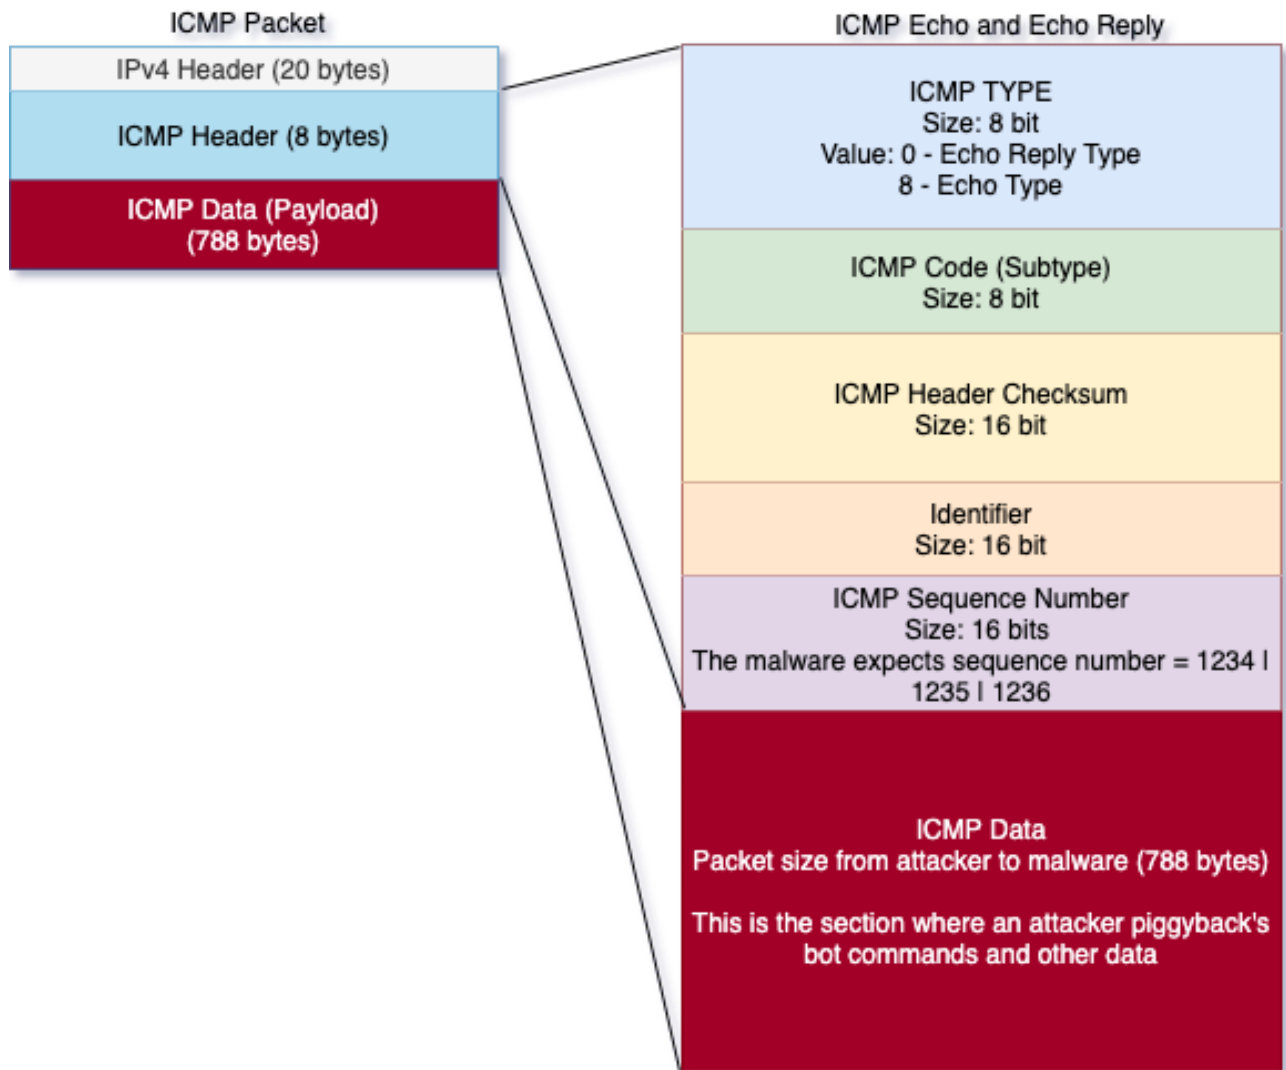 ICMP Packet
IPv4 Header (20 bytes)
ICMP Header (8 bytes)
ICMP Data (Payload)
(788 bytes)
ICMP Echo and Echo Reply
ICMP TYPE
Size: 8 bit
Value: 0 - Echo Reply Type
8 - Echo Type
ICMP Code (Subtype)
Size: 8 bit
ICMP Header Checksum
Size: 16 bit
Identifier
Size: 16 bit
ICMP Sequence Number
Size: 16 bits
The malware expects sequence number = 1234 |
1235 | 1236
ICMP Data
Packet size from attacker to malware (788 bytes)
This is the section where an attacker piggyback's
bot commands and other data